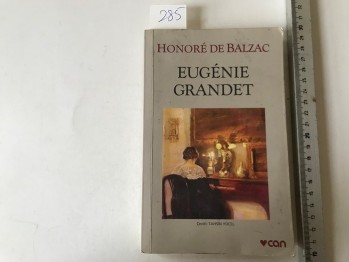 285
HONORÉ DE BALZAC
EUGÉNIE
GRANDET
can